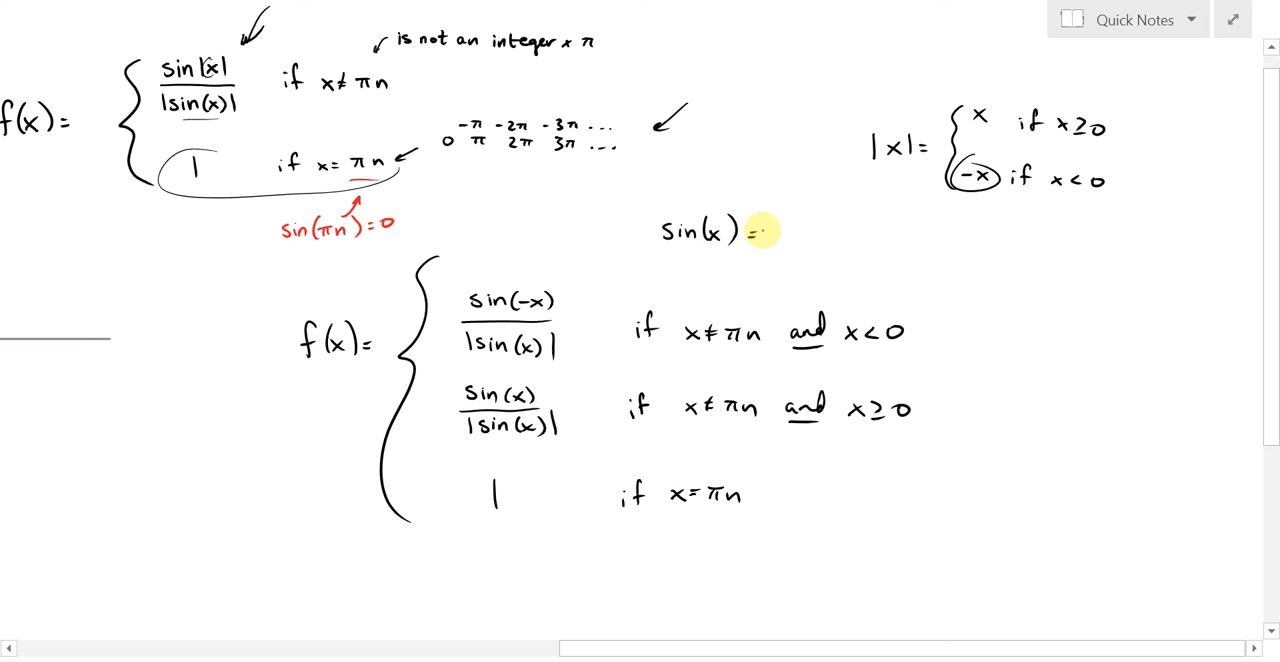 Quick Notes
is not an integer x π
f(x) = { sin|x| / |sin(x)| if x ≠ πn
1 if x = πn
-π -2π -3π ...
0 π 2π 3π ...
sin(πn) = 0
|x| = { x if x ≥ 0
-x if x < 0
sin(x) =
f(x) = { sin(-x) / |sin(x)| if x ≠ πn and x < 0
sin(x) / |sin(x)| if x ≠ πn and x ≥ 0
1 if x = πn